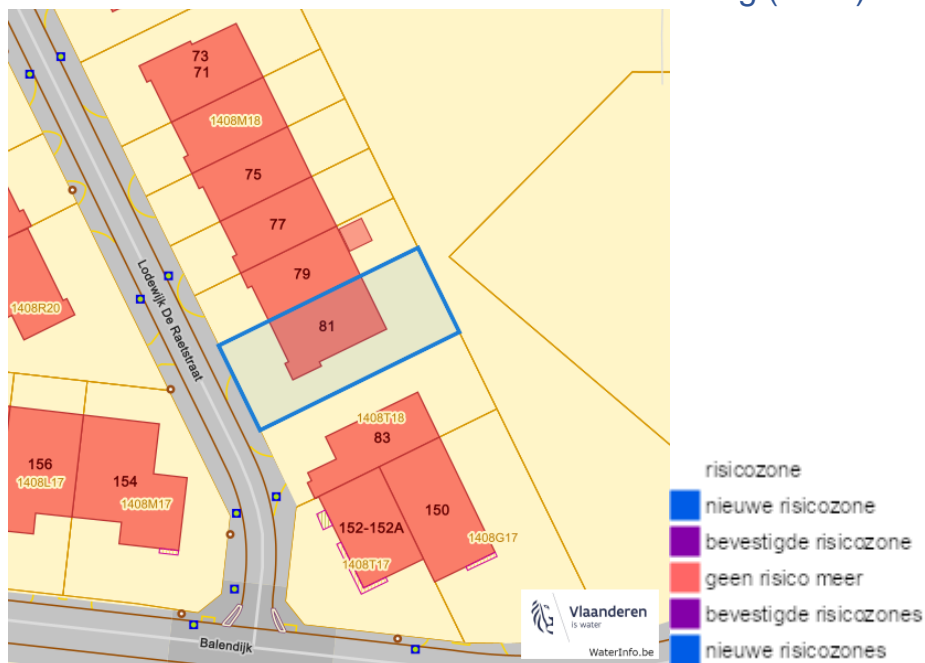 73
71
1408M18
75
77
79
81
Lodewijk De Raetstraat
1408R20
1408T18
83
156
1408L17
154
1408M17
150
152-152A
1408G17
1408T17
Balendijk
Vlaanderen
is water
WaterInfo.be
risicozone
nieuwe risicozone
bevestigde risicozone
geen risico meer
bevestigde risicozones
nieuwe risicozones